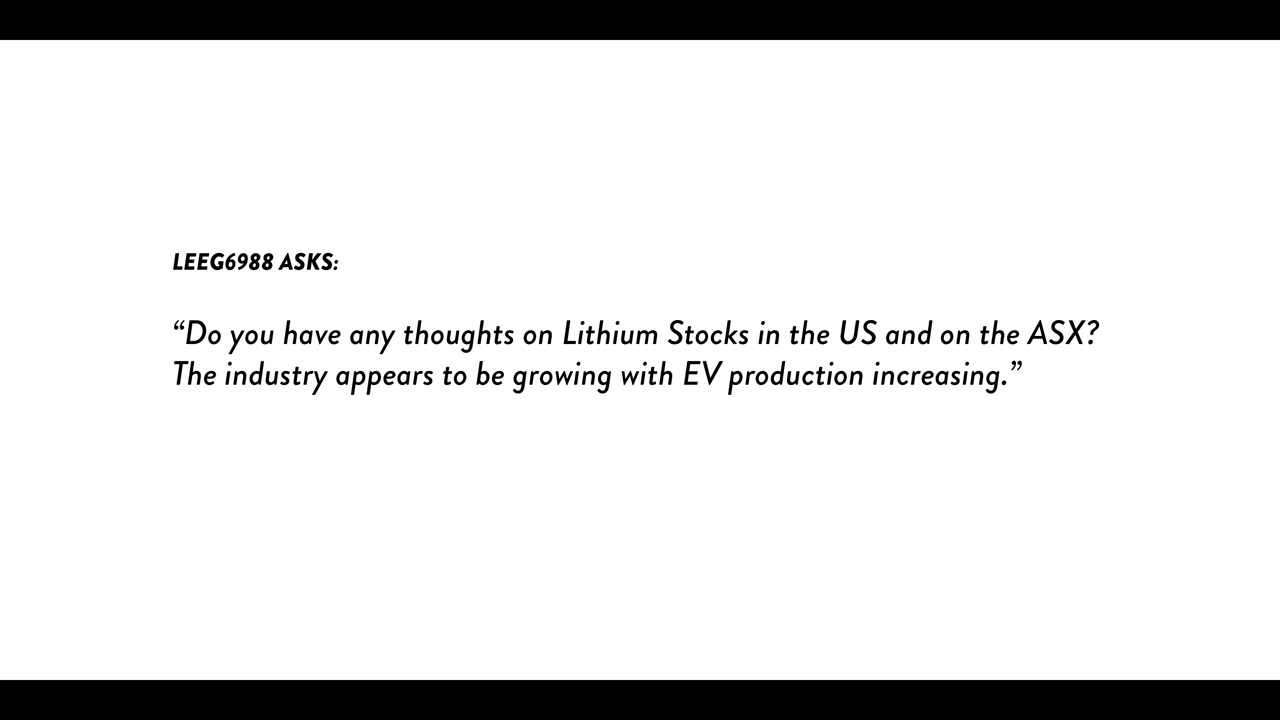 LEEG6988 ASKS:
“Do you have any thoughts on Lithium Stocks in the US and on the ASX?
The industry appears to be growing with EV production increasing.”